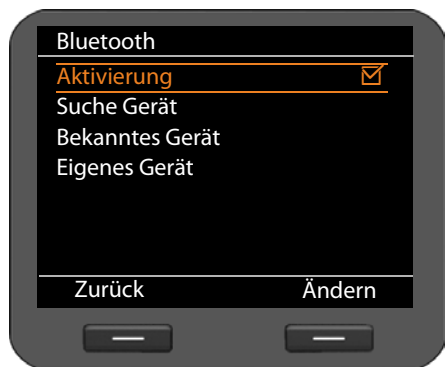 Bluetooth
Aktivierung
Suche Gerät
Bekanntes Gerät
Eigenes Gerät
Zurück Ändern